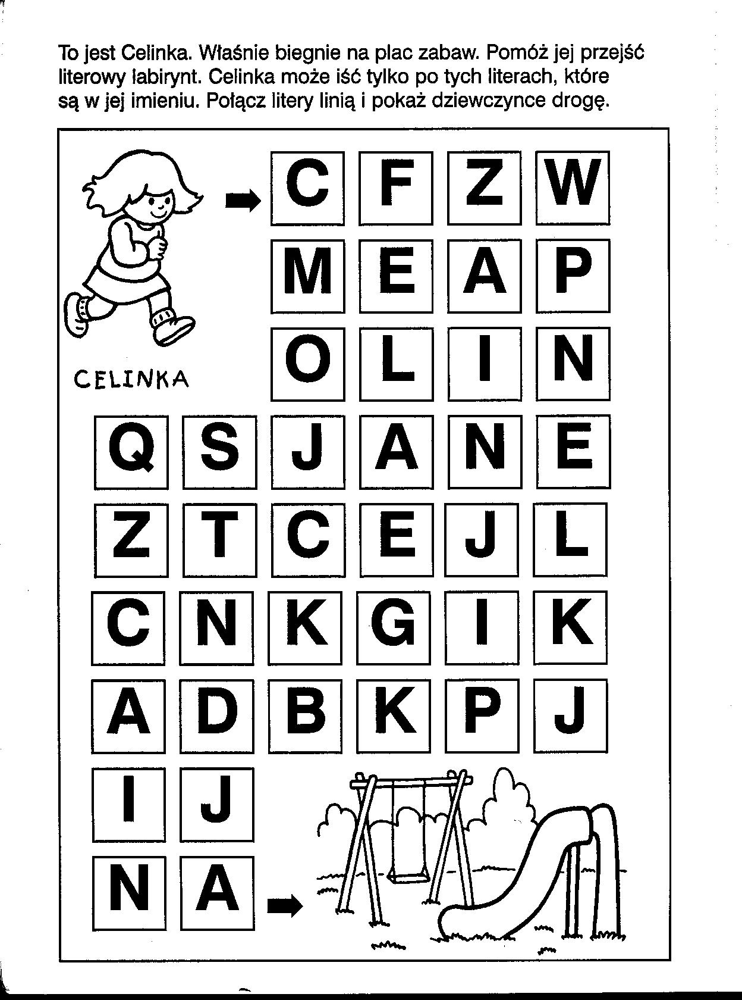 To jest Celinka. Właśnie biegnie na plac zabaw. Pomóż jej przejść
literowy labirynt. Celinka może iść tylko po tych literach, które
są w jej imieniu. Połącz litery linią i pokaż dziewczynce drogę.
C F Z W
M E A P
O L I N
CELINKA
Q S J A N E
Z T C E J L
C N K G I K
A D B K P J
I J
N A